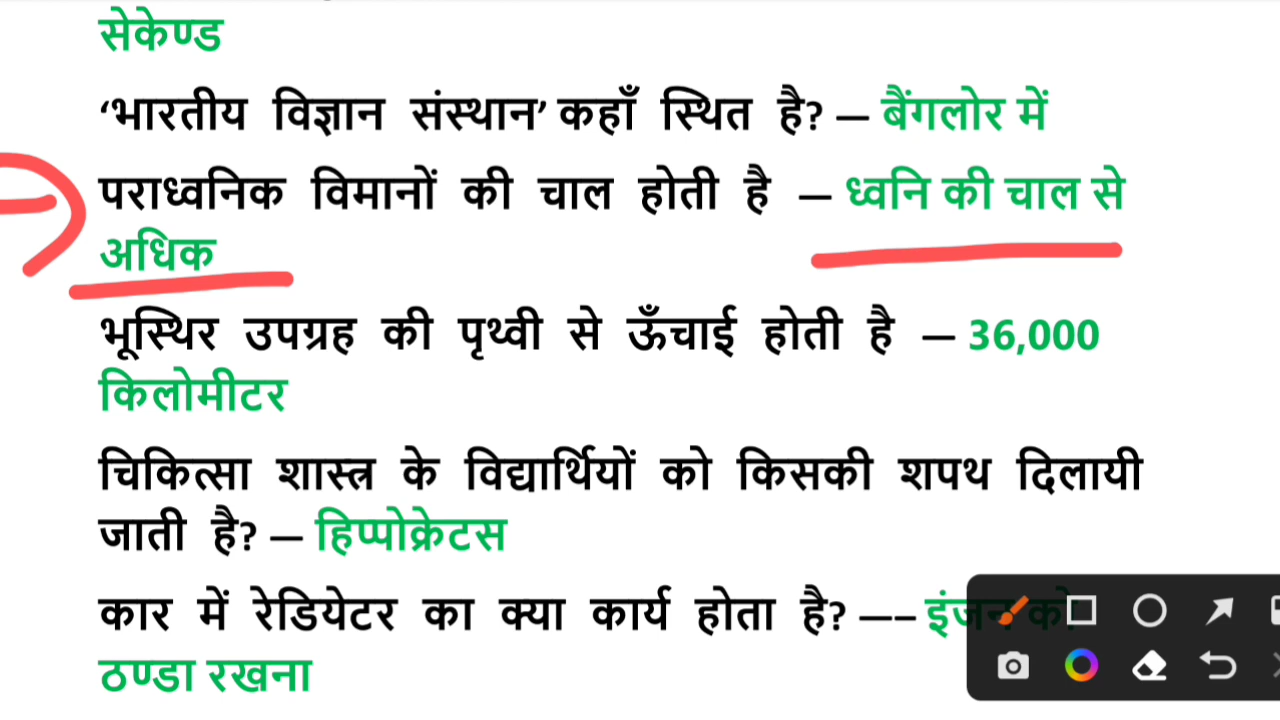 सेकेण्ड
‘भारतीय विज्ञान संस्थान’ कहाँ स्थित है? – बैंगलोर में
पराध्वनिक विमानों की चाल होती है – ध्वनि की चाल से
अधिक
भूस्थिर उपग्रह की पृथ्वी से ऊँचाई होती है – 36,000
किलोमीटर
चिकित्सा शास्त्र के विद्यार्थियों को किसकी शपथ दिलायी
जाती है? – हिप्पोक्रेटस
कार में रेडियेटर का क्या कार्य होता है? –– इंजन को
ठण्डा रखना